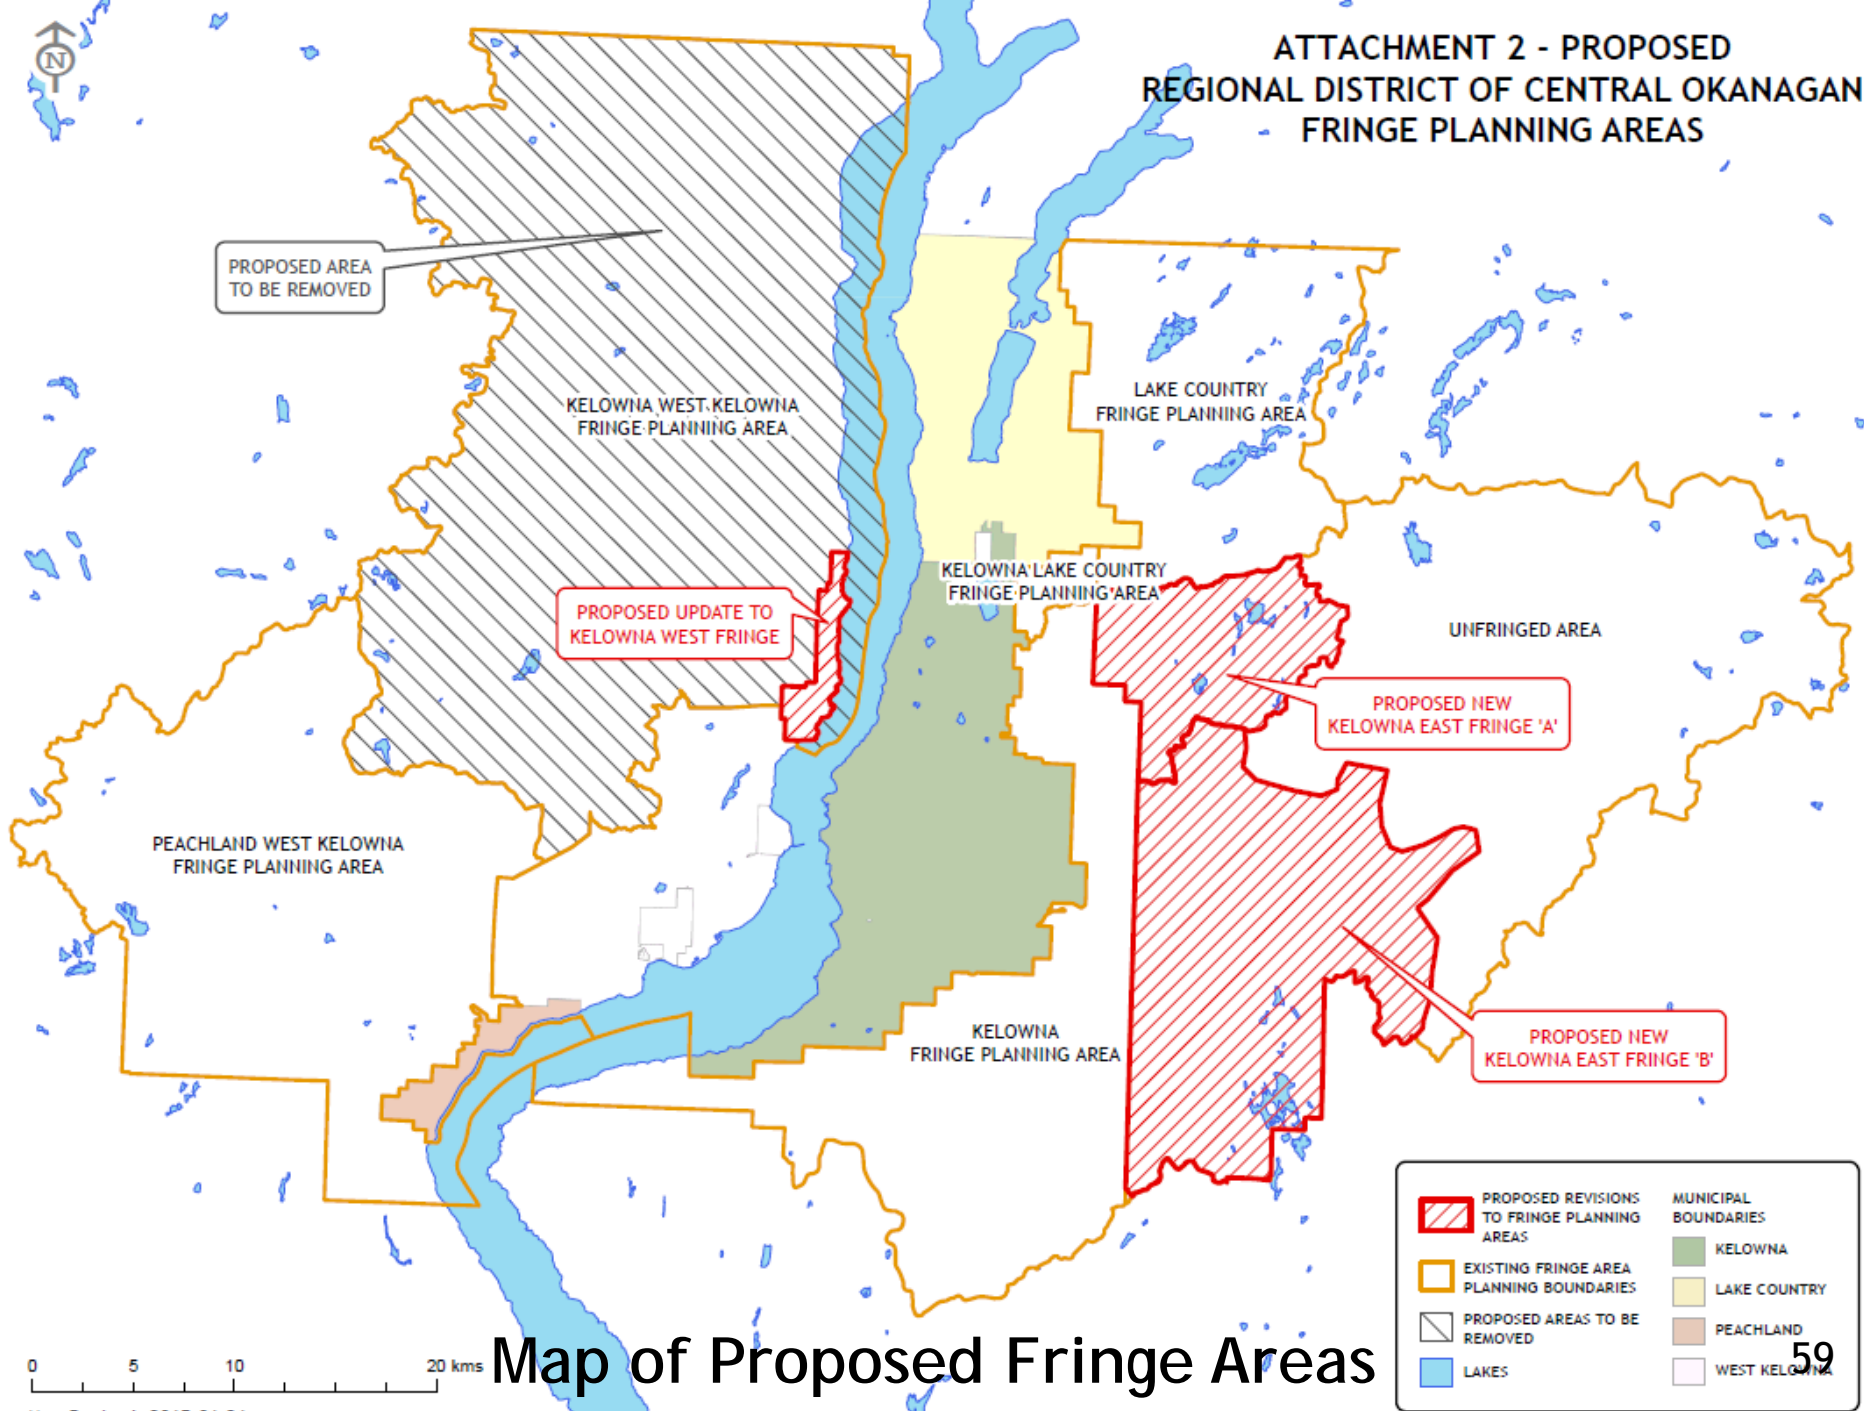 N
ATTACHMENT 2 - PROPOSED
REGIONAL DISTRICT OF CENTRAL OKANAGAN
FRINGE PLANNING AREAS
PROPOSED AREA
TO BE REMOVED
KELOWNA WEST KELOWNA
FRINGE PLANNING AREA
LAKE COUNTRY
FRINGE PLANNING AREA
KELOWNA LAKE COUNTRY
FRINGE PLANNING AREA
PROPOSED UPDATE TO
KELOWNA WEST FRINGE
UNFRINGED AREA
PROPOSED NEW
KELOWNA EAST FRINGE 'A'
PEACHLAND WEST KELOWNA
FRINGE PLANNING AREA
KELOWNA
FRINGE PLANNING AREA
PROPOSED NEW
KELOWNA EAST FRINGE 'B'
PROPOSED REVISIONS
TO FRINGE PLANNING
AREAS
EXISTING FRINGE AREA
PLANNING BOUNDARIES
PROPOSED AREAS TO BE
REMOVED
LAKES
MUNICIPAL
BOUNDARIES
KELOWNA
LAKE COUNTRY
PEACHLAND
WEST KELOWNA
59
0 5 10 20 kms
Map of Proposed Fringe Areas